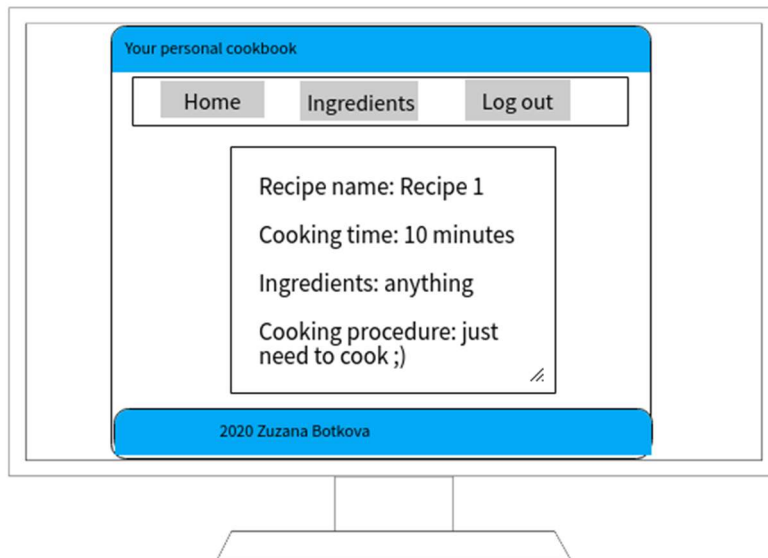 Your personal cookbook
Home Ingredients Log out
Recipe name: Recipe 1
Cooking time: 10 minutes
Ingredients: anything
Cooking procedure: just
need to cook ;)
2020 Zuzana Botkova